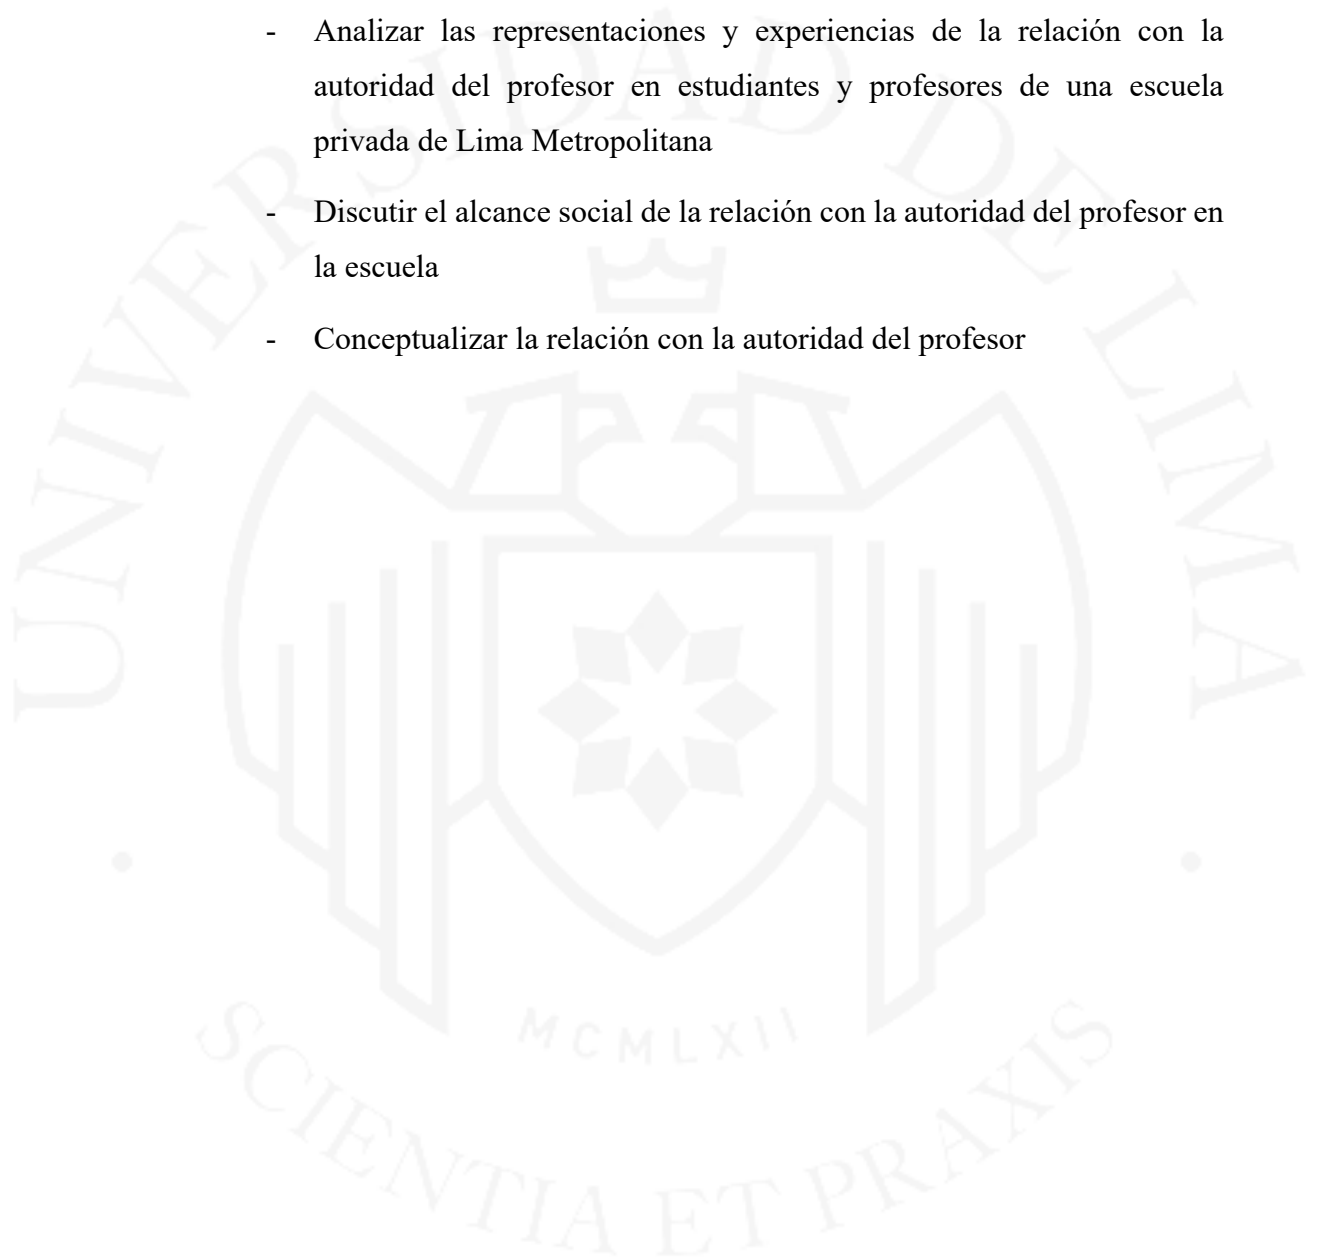 - Analizar las representaciones y experiencias de la relación con la
autoridad del profesor en estudiantes y profesores de una escuela
privada de Lima Metropolitana
- Discutir el alcance social de la relación con la autoridad del profesor en
la escuela
- Conceptualizar la relación con la autoridad del profesor
UNIVERSIDAD DE LIMA
MCMLXII
SCIENTIA ET PRAXIS